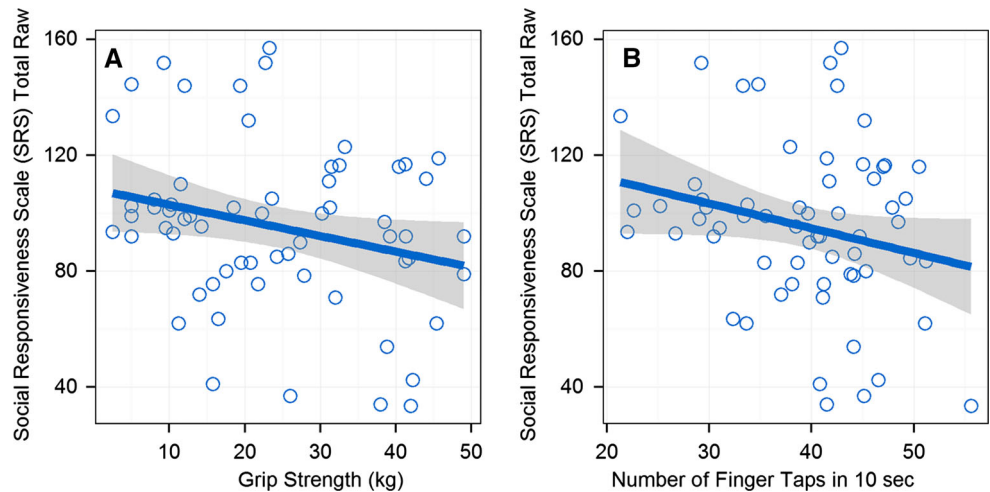 Social Responsiveness Scale (SRS) Total Raw
160
120
80
40
A
10 20 30 40 50
Grip Strength (kg)
Social Responsiveness Scale (SRS) Total Raw
160
120
80
40
B
20 30 40 50
Number of Finger Taps in 10 sec